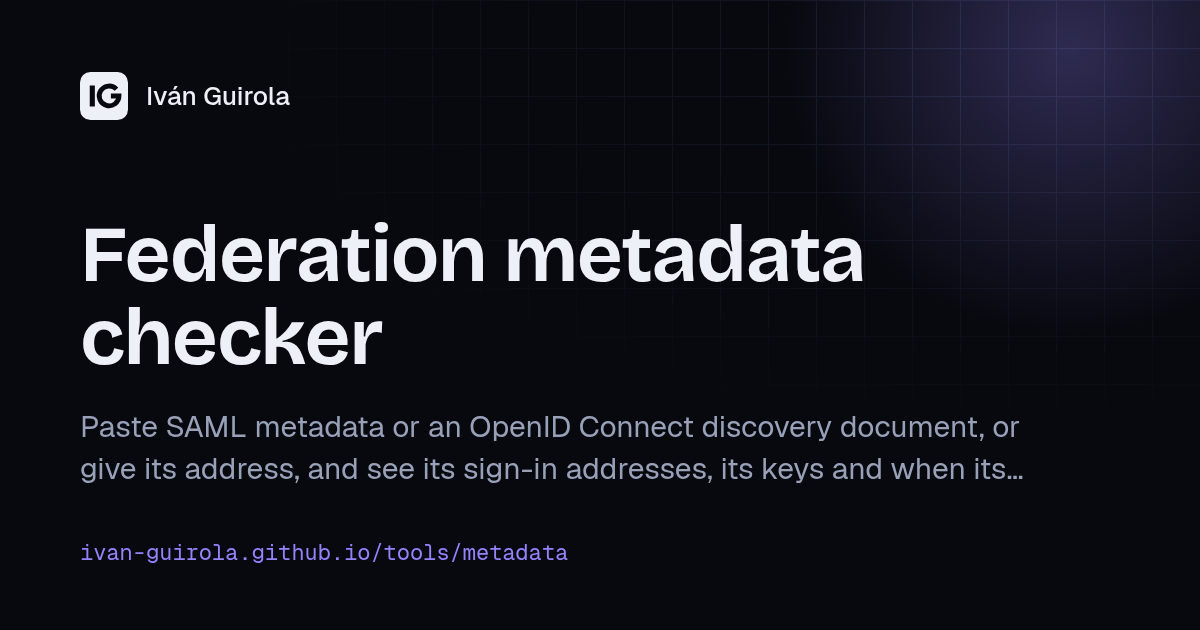 IG
Iván Guirola
Federation metadata
checker
Paste SAML metadata or an OpenID Connect discovery document, or
give its address, and see its sign-in addresses, its keys and when its…
ivan-guirola.github.io/tools/metadata